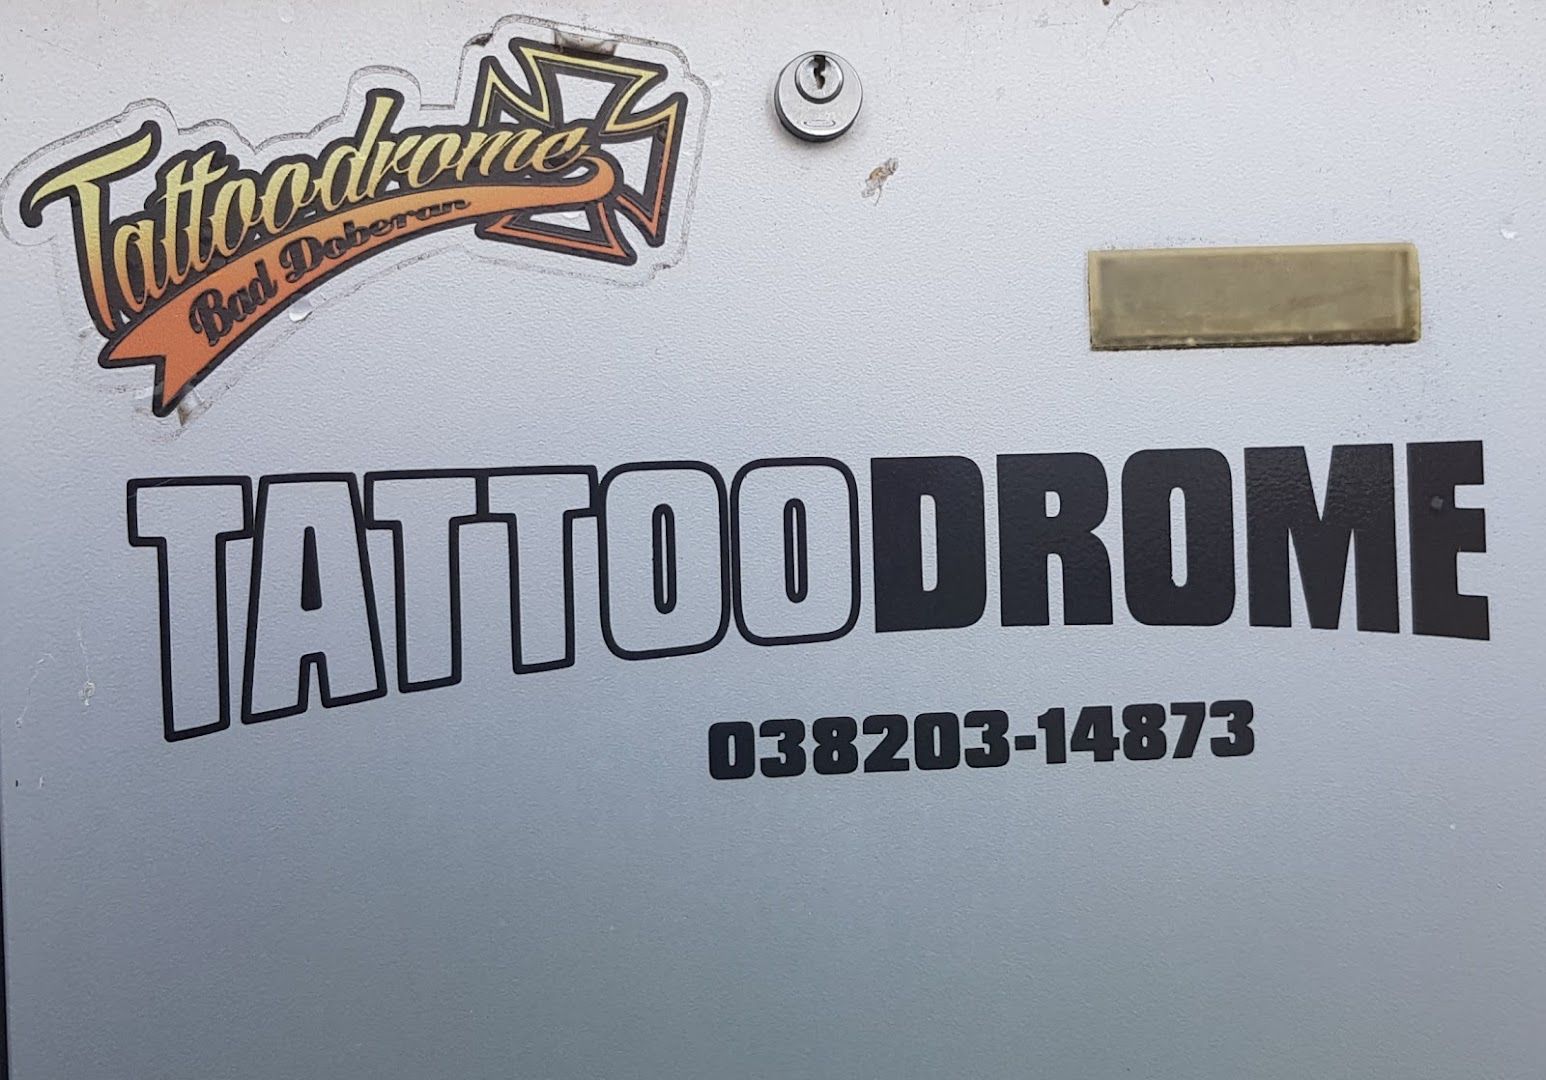 Tattoodrome
Bad Doberan
TATTOODROME
038203-14873